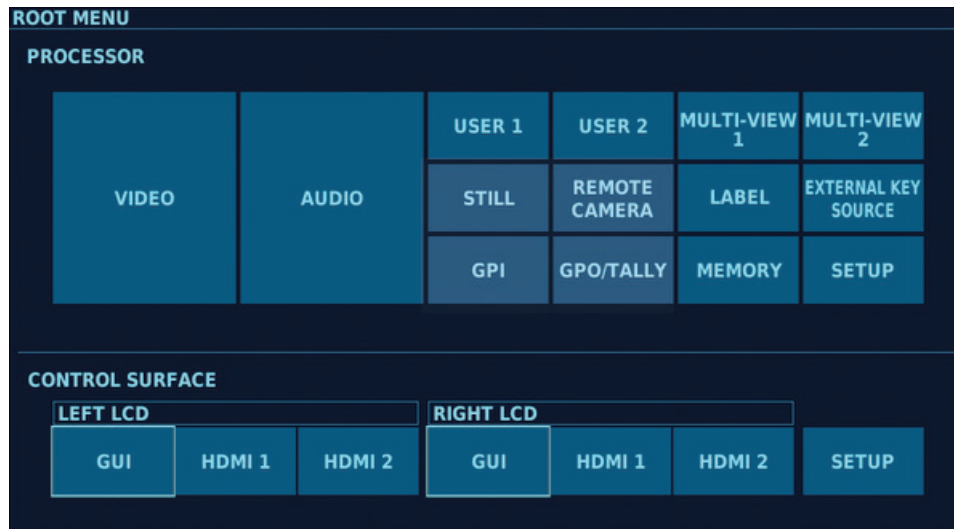 ROOT MENU
PROCESSOR
VIDEO
AUDIO
USER 1
USER 2
MULTI-VIEW
1
MULTI-VIEW
2
STILL
REMOTE
CAMERA
LABEL
EXTERNAL KEY
SOURCE
GPI
GPO/TALLY
MEMORY
SETUP
CONTROL SURFACE
LEFT LCD
RIGHT LCD
GUI
HDMI 1
HDMI 2
GUI
HDMI 1
HDMI 2
SETUP